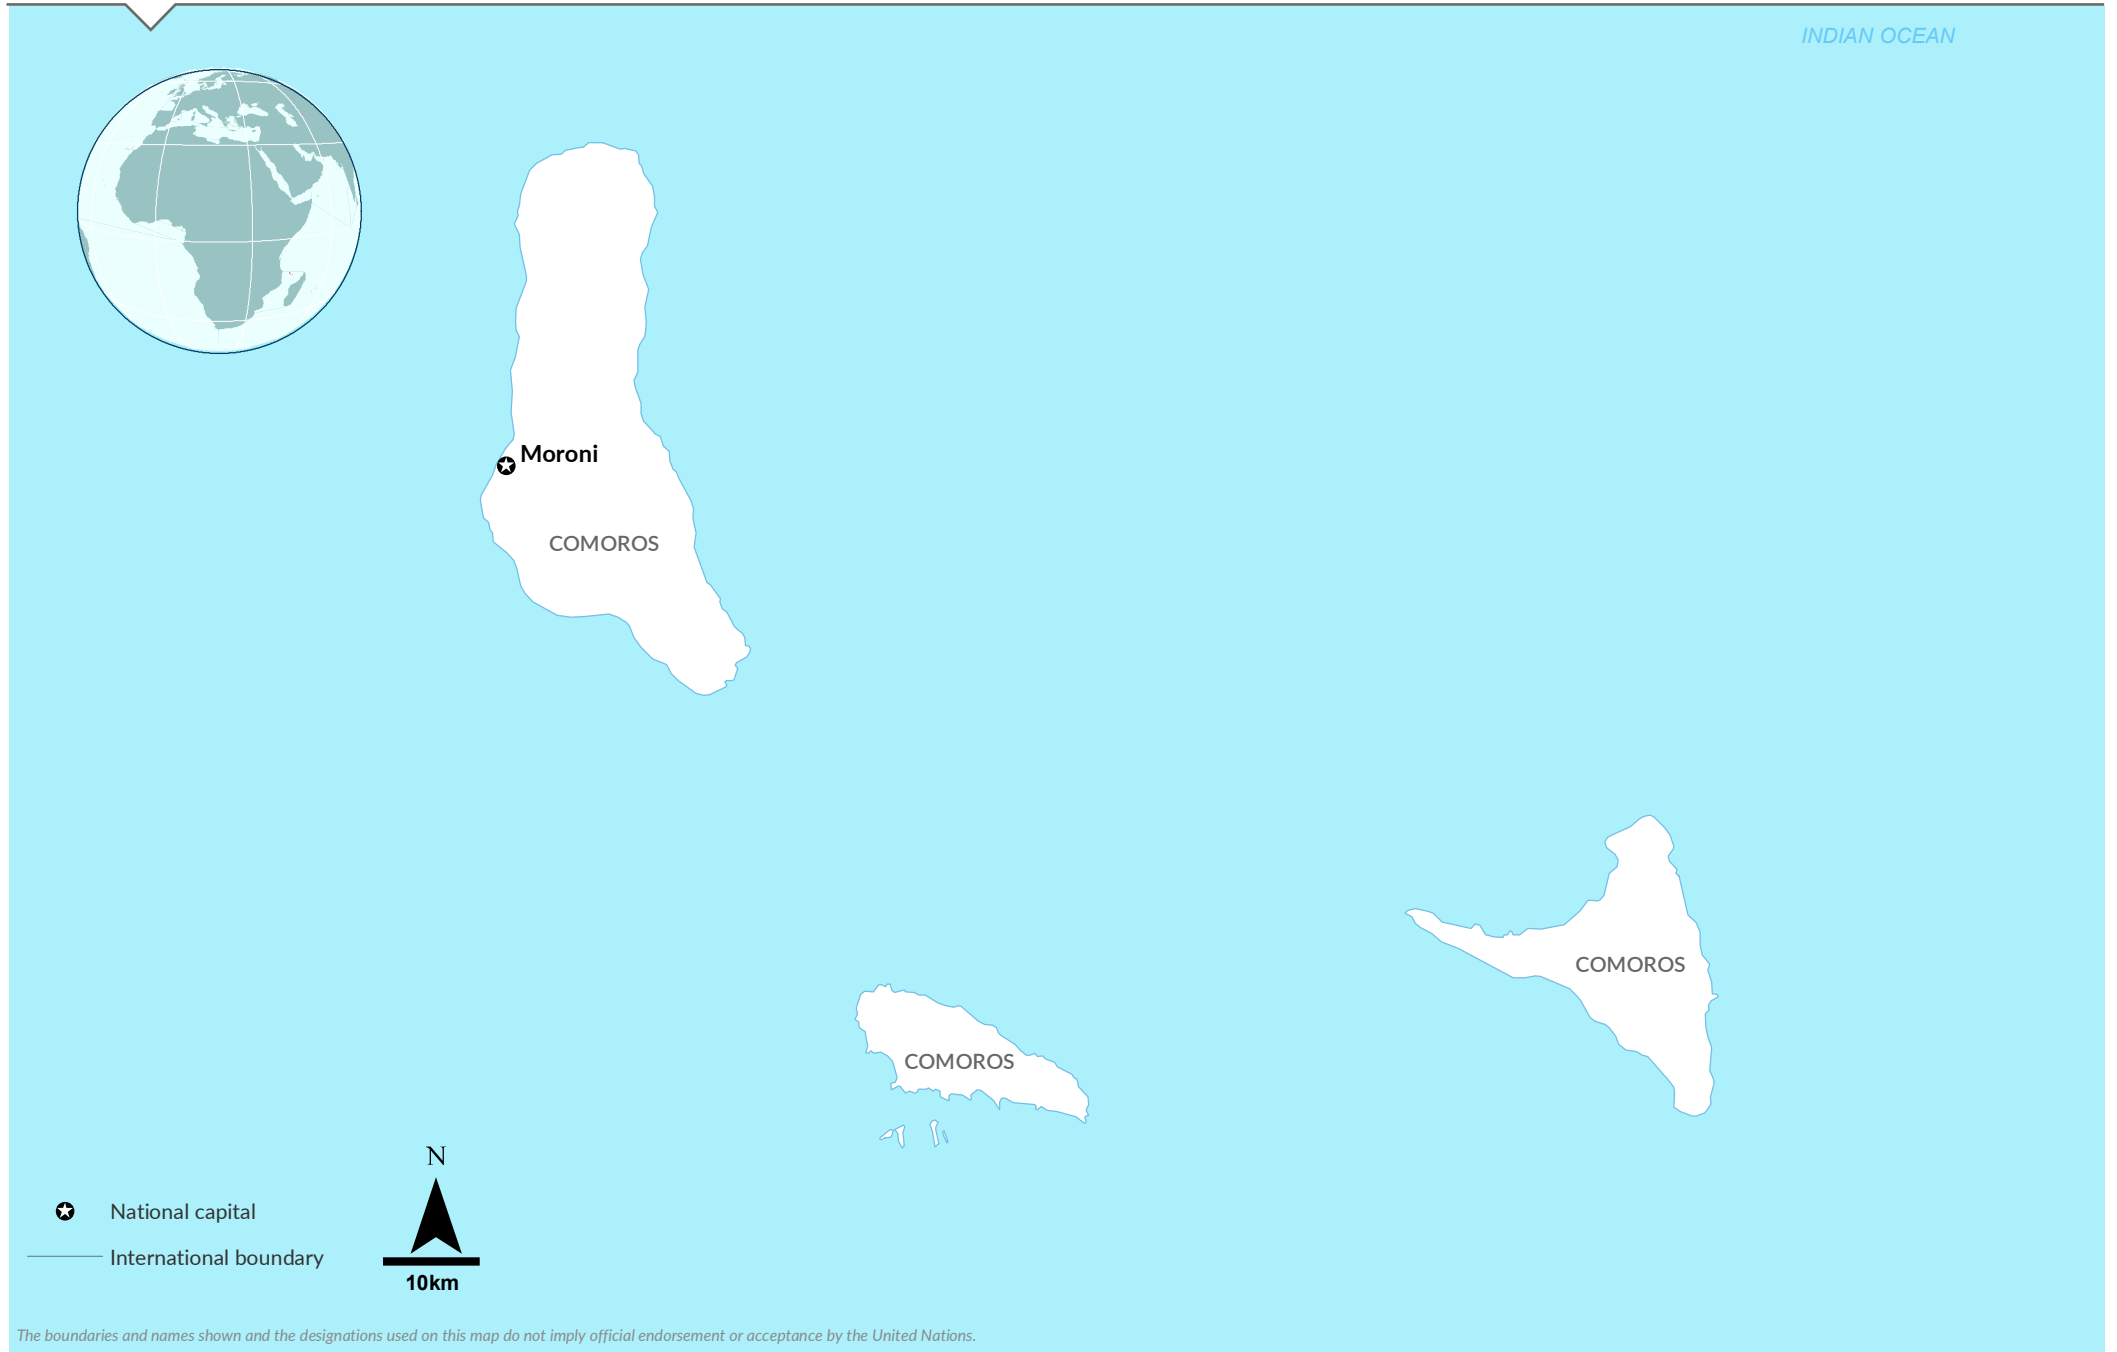 INDIAN OCEAN
Moroni
COMOROS
COMOROS
COMOROS
N
National capital
International boundary
10km
The boundaries and names shown and the designations used on this map do not imply official endorsement or acceptance by the United Nations.